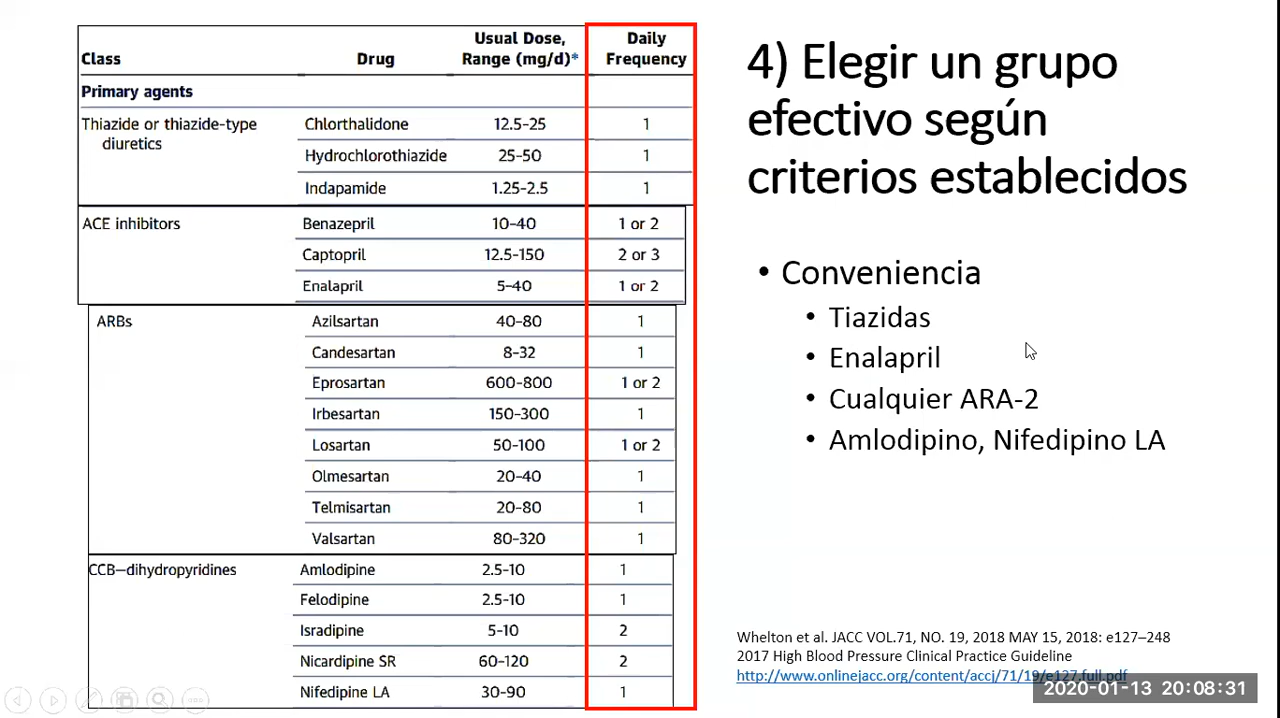 Class Drug Usual Dose, Range (mg/d)* Daily Frequency
Primary agents
Thiazide or thiazide-type diuretics Chlorthalidone 12.5–25 1
Hydrochlorothiazide 25–50 1
Indapamide 1.25–2.5 1
ACE inhibitors Benazepril 10–40 1 or 2
Captopril 12.5–150 2 or 3
Enalapril 5–40 1 or 2
ARBs Azilsartan 40–80 1
Candesartan 8–32 1
Eprosartan 600–800 1 or 2
Irbesartan 150–300 1
Losartan 50–100 1 or 2
Olmesartan 20–40 1
Telmisartan 20–80 1
Valsartan 80–320 1
CCB—dihydropyridines Amlodipine 2.5–10 1
Felodipine 2.5–10 1
Isradipine 5–10 2
Nicardipine SR 60–120 2
Nifedipine LA 30–90 1
4) Elegir un grupo
efectivo según
criterios establecidos
• Conveniencia
• Tiazidas
• Enalapril
• Cualquier ARA-2
• Amlodipino, Nifedipino LA
Whelton et al. JACC VOL.71, NO. 19, 2018 MAY 15, 2018: e127–248
2017 High Blood Pressure Clinical Practice Guideline
http://www.onlinejacc.org/content/accj/71/19/e127.full.pdf
2020-01-13 20:08:31